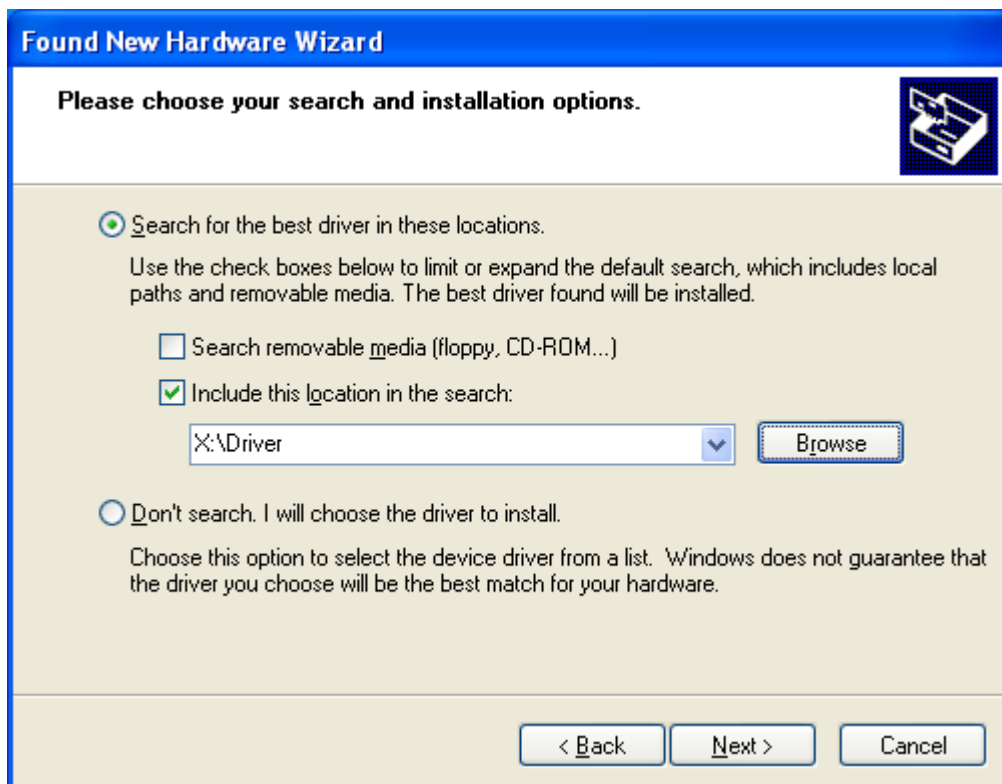 Found New Hardware Wizard
Please choose your search and installation options.
Search for the best driver in these locations.
Use the check boxes below to limit or expand the default search, which includes local
paths and removable media. The best driver found will be installed.
Search removable media (floppy, CD-ROM...)
Include this location in the search:
X:\Driver
Browse
Don't search. I will choose the driver to install.
Choose this option to select the device driver from a list.  Windows does not guarantee that
the driver you choose will be the best match for your hardware.
< Back
Next >
Cancel